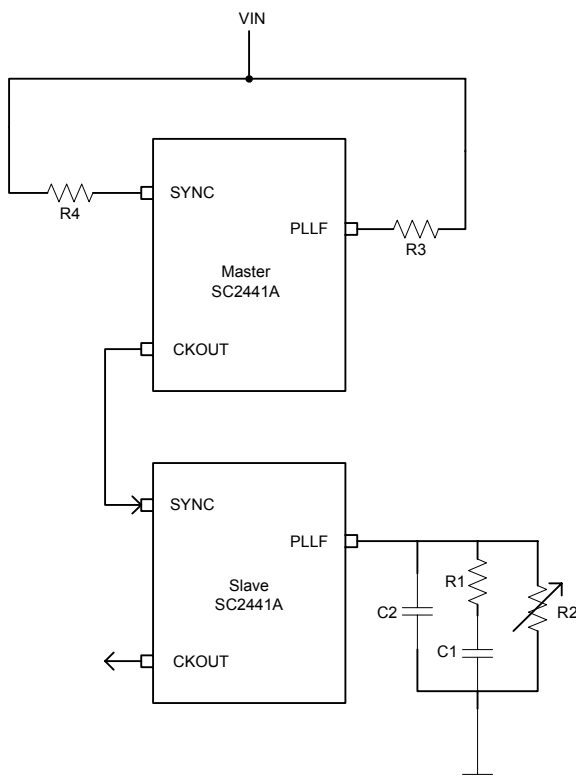 VIN
SYNC
R4
PLLF
R3
Master
SC2441A
CKOUT
SYNC
PLLF
R1
Slave
SC2441A
C2
R2
C1
CKOUT